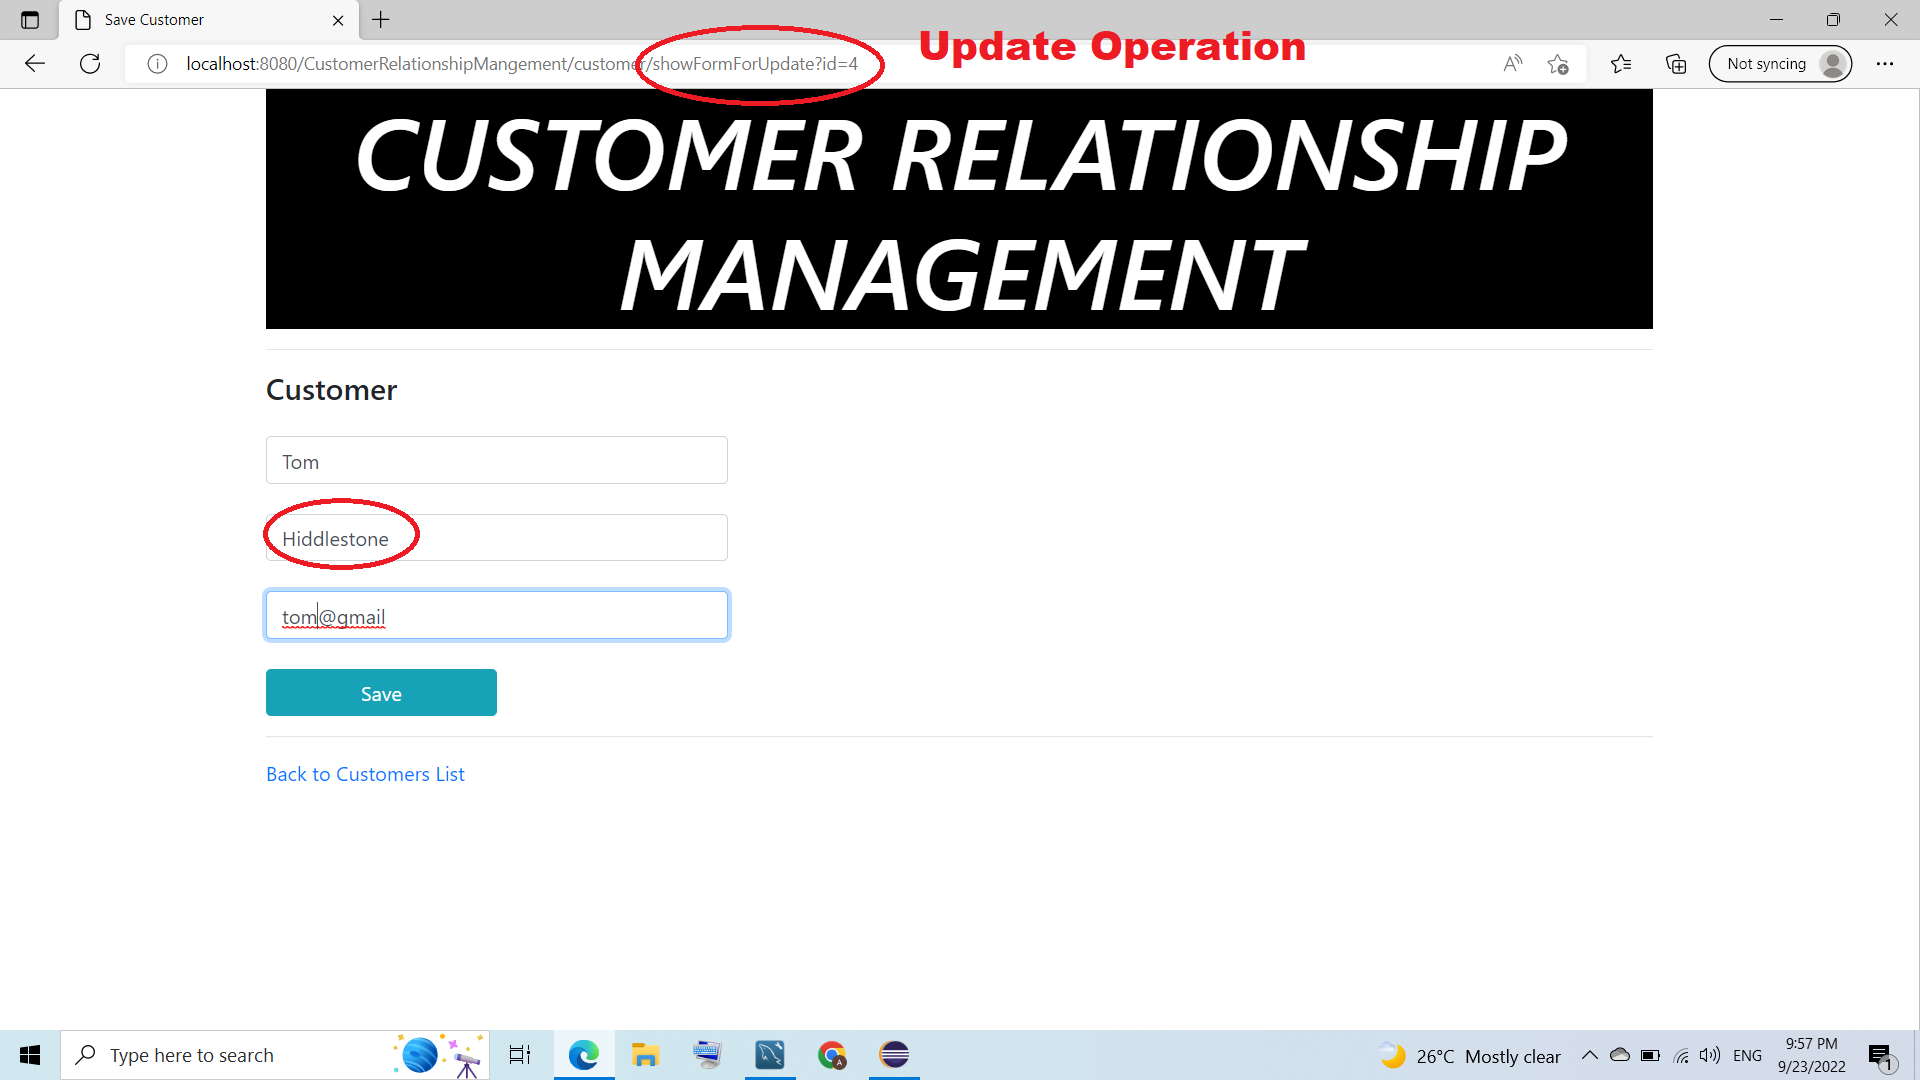 Save Customer
localhost:8080/CustomerRelationshipMangement/customer/showFormForUpdate?id=4
Update Operation
Not syncing
CUSTOMER RELATIONSHIP
MANAGEMENT
Customer
Tom
Hiddlestone
tom@gmail
Save
Back to Customers List
Type here to search
26°C Mostly clear
ENG
9:57 PM
9/23/2022
1